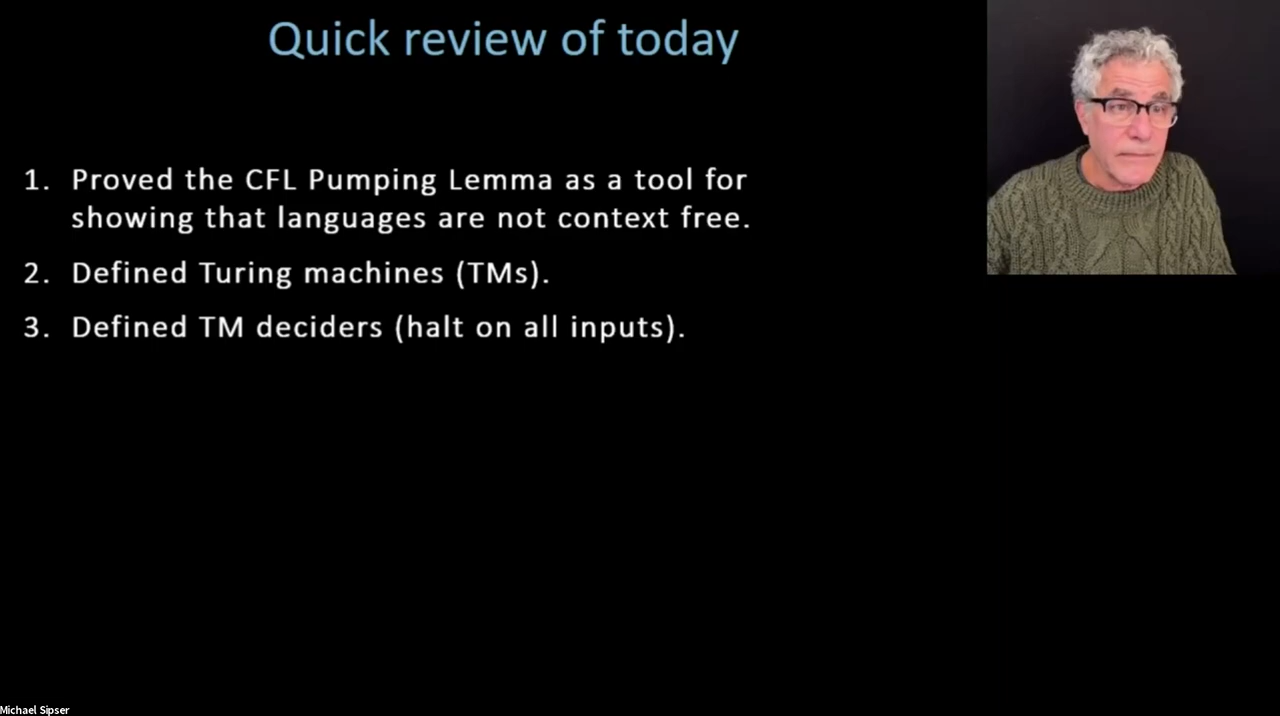 Quick review of today
1. Proved the CFL Pumping Lemma as a tool for
showing that languages are not context free.
2. Defined Turing machines (TMs).
3. Defined TM deciders (halt on all inputs).
Michael Sipser